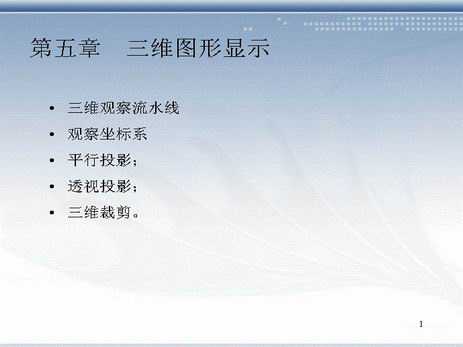 第五章　三维图形显示
• 三维观察流水线
• 观察坐标系
• 平行投影；
• 透视投影；
• 三维裁剪。
1